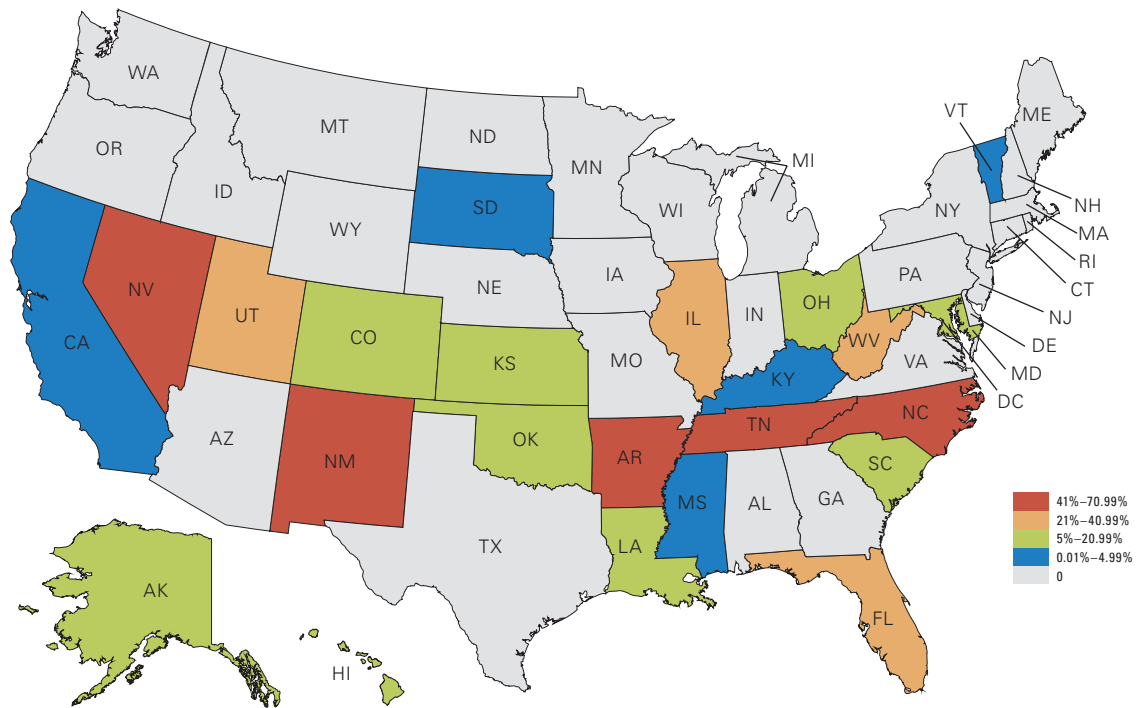 WA
MT
ND
MN
OR
ID
SD
WY
WI
MI
VT
ME
NY
NH
MA
RI
CT
NJ
DE
MD
DC
NV
UT
CO
NE
IA
IL
IN
OH
PA
CA
KS
MO
KY
WV
VA
AZ
NM
OK
AR
TN
NC
SC
TX
LA
MS
AL
GA
FL
AK
HI
41%–70.99%
21%–40.99%
5%–20.99%
0.01%–4.99%
0